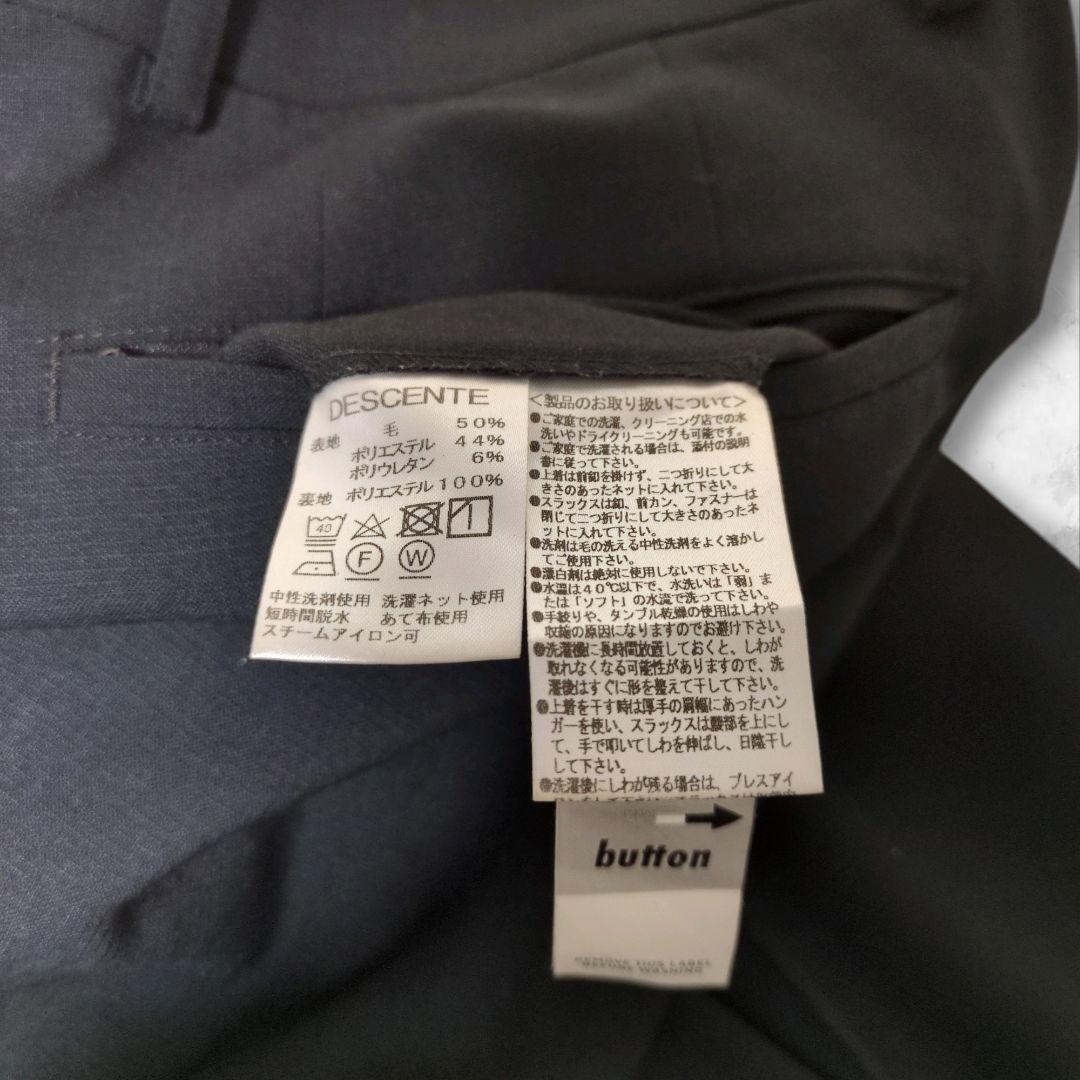 DESCENTE
表地 毛 50%
ポリエステル 44%
ポリウレタン 6%
裏地 ポリエステル 100%
40
F W
中性洗剤使用 洗濯ネット使用
短時間脱水 あて布使用
スチームアイロン可
<製品のお取り扱いについて>
●ご家庭での洗濯、クリーニング店での水
洗いやドライクリーニングも可能です。
●ご家庭で洗濯される場合は、添付の説明
書に従って下さい。
●上着は前釦を掛けず、二つ折りにして大
きさのあったネットに入れて下さい。
●スラックスは釦、前カン、ファスナーは
閉じて二つ折りにして大きさのあったネ
ットに入れて下さい。
●洗剤は毛の洗える中性洗剤をよく溶かし
てご使用下さい。
●漂白剤は絶対に使用しないで下さい。
●水温は40℃以下で、水洗いは「弱」ま
たは「ソフト」の水流で洗って下さい。
●手絞りや、タンブル乾燥の使用はしわや
収縮の原因になりますのでお避け下さい。
●洗濯後に長時間放置しておくと、しわが
取れなくなる可能性がありますので、洗
濯後はすぐに形を整えて干して下さい。
●上着を干す時は厚手の肩幅にあったハン
ガーを使い、スラックスは腰部を上にし
て、手で叩いてしわを伸ばし、日陰干し
して下さい。
●洗濯後にしわが残る場合は、プレスアイ
button
REMOVE THIS LABEL
BEFORE WASHING